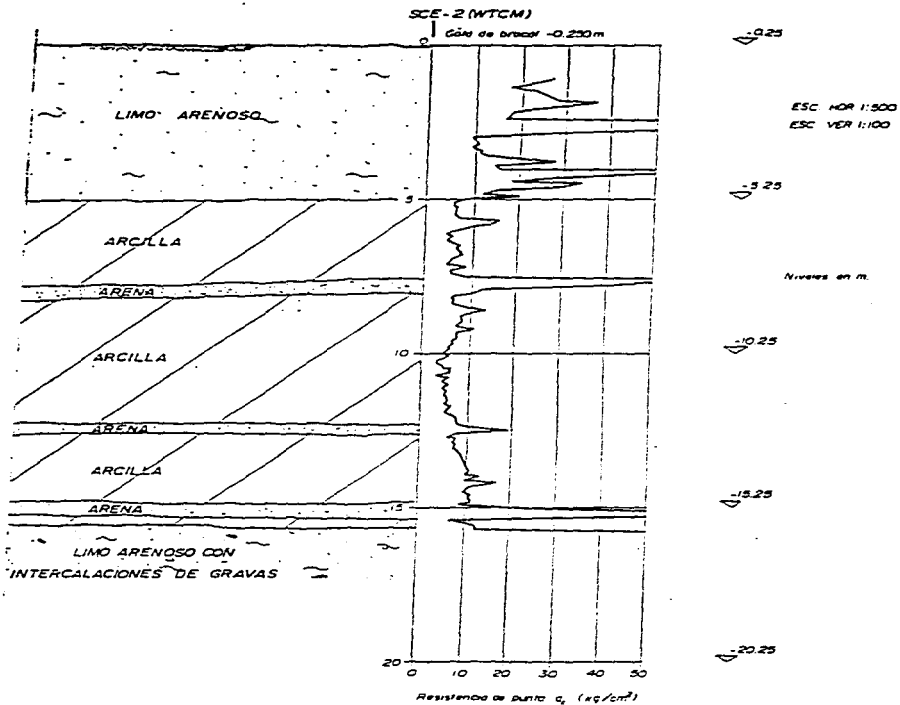 SCE-2 (WTCM)
Cota de brocal -0.250m
0
-0.25
LIMO ARENOSO
ESC. HOR 1:500
ESC VER 1:100
5
-5.25
ARCILLA
Niveles en m.
ARENA
ARCILLA
10
-10.25
ARENA
ARCILLA
15
-15.25
ARENA
LIMO ARENOSO CON
INTERCALACIONES DE GRAVAS
20
-20.25
0 10 20 30 40 50
Resistencia de punta qc (kg/cm²)